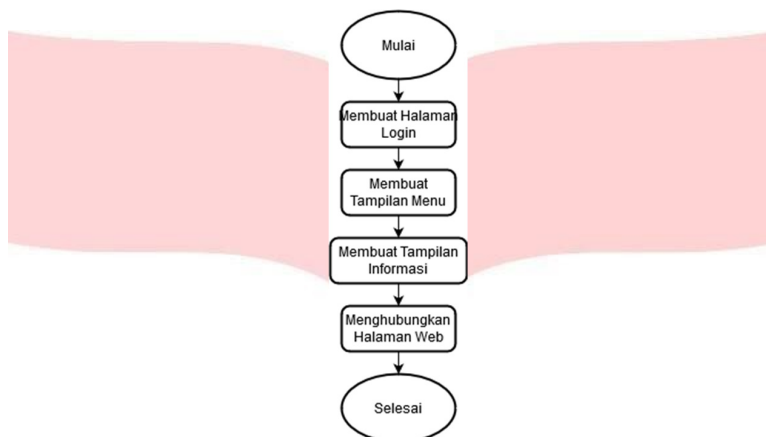 Mulai
Membuat Halaman
Login
Membuat
Tampilan Menu
Membuat Tampilan
Informasi
Menghubungkan
Halaman Web
Selesai